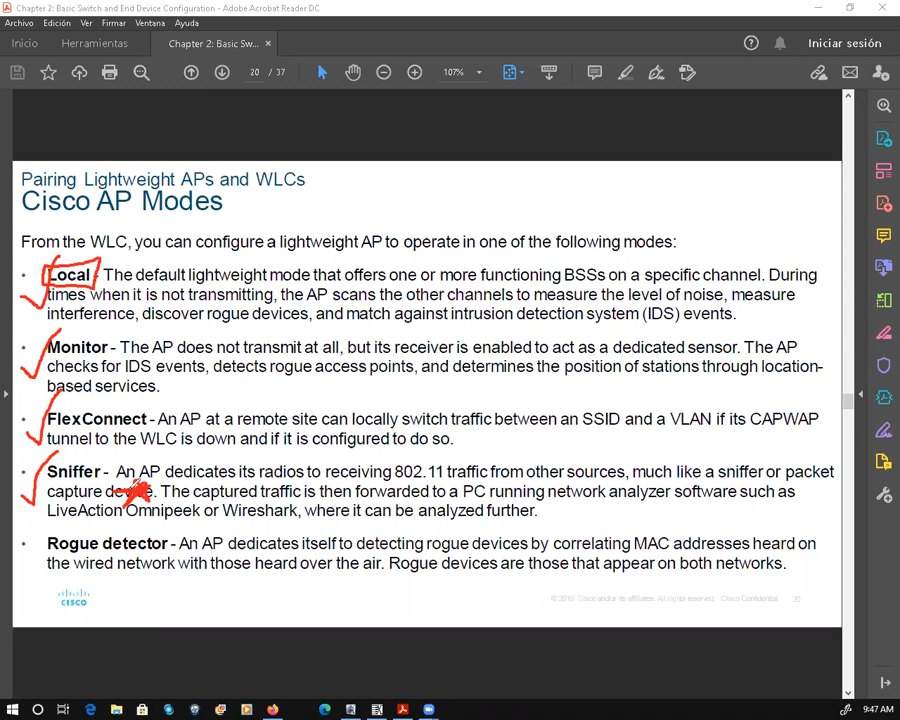 Chapter 2: Basic Switch and End Device Configuration - Adobe Acrobat Reader DC
Archivo Edición Ver Firmar Ventana Ayuda
Inicio Herramientas Chapter 2: Basic Sw... × Iniciar sesión
20 / 37 107%
Pairing Lightweight APs and WLCs
Cisco AP Modes
From the WLC, you can configure a lightweight AP to operate in one of the following modes:
• Local - The default lightweight mode that offers one or more functioning BSSs on a specific channel. During
times when it is not transmitting, the AP scans the other channels to measure the level of noise, measure
interference, discover rogue devices, and match against intrusion detection system (IDS) events.
• Monitor - The AP does not transmit at all, but its receiver is enabled to act as a dedicated sensor. The AP
checks for IDS events, detects rogue access points, and determines the position of stations through location-
based services.
• FlexConnect - An AP at a remote site can locally switch traffic between an SSID and a VLAN if its CAPWAP
tunnel to the WLC is down and if it is configured to do so.
• Sniffer - An AP dedicates its radios to receiving 802.11 traffic from other sources, much like a sniffer or packet
capture device. The captured traffic is then forwarded to a PC running network analyzer software such as
LiveAction Omnipeek or Wireshark, where it can be analyzed further.
• Rogue detector - An AP dedicates itself to detecting rogue devices by correlating MAC addresses heard on
the wired network with those heard over the air. Rogue devices are those that appear on both networks.
CISCO
© 2016 Cisco and/or its affiliates. All rights reserved. Cisco Confidential 20
9:47 AM